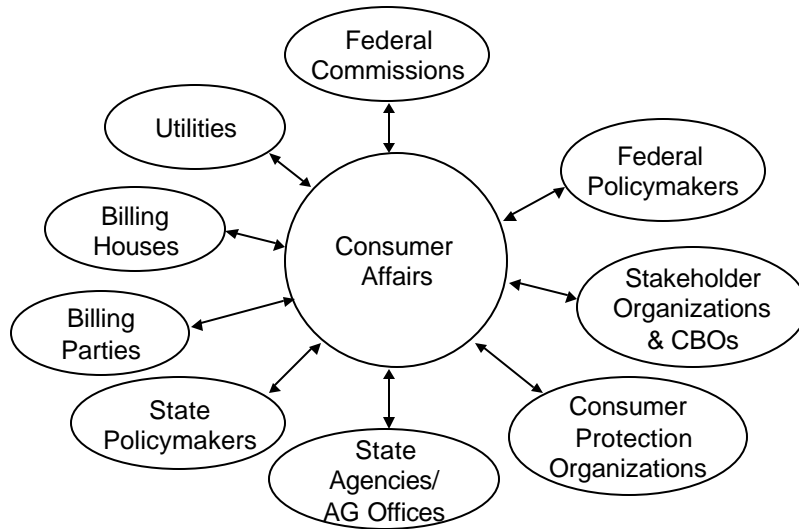 Federal
Commissions
Utilities
Federal
Policymakers
Billing
Houses
Consumer
Affairs
Stakeholder
Organizations
& CBOs
Billing
Parties
State
Policymakers
Consumer
Protection
Organizations
State
Agencies/
AG Offices